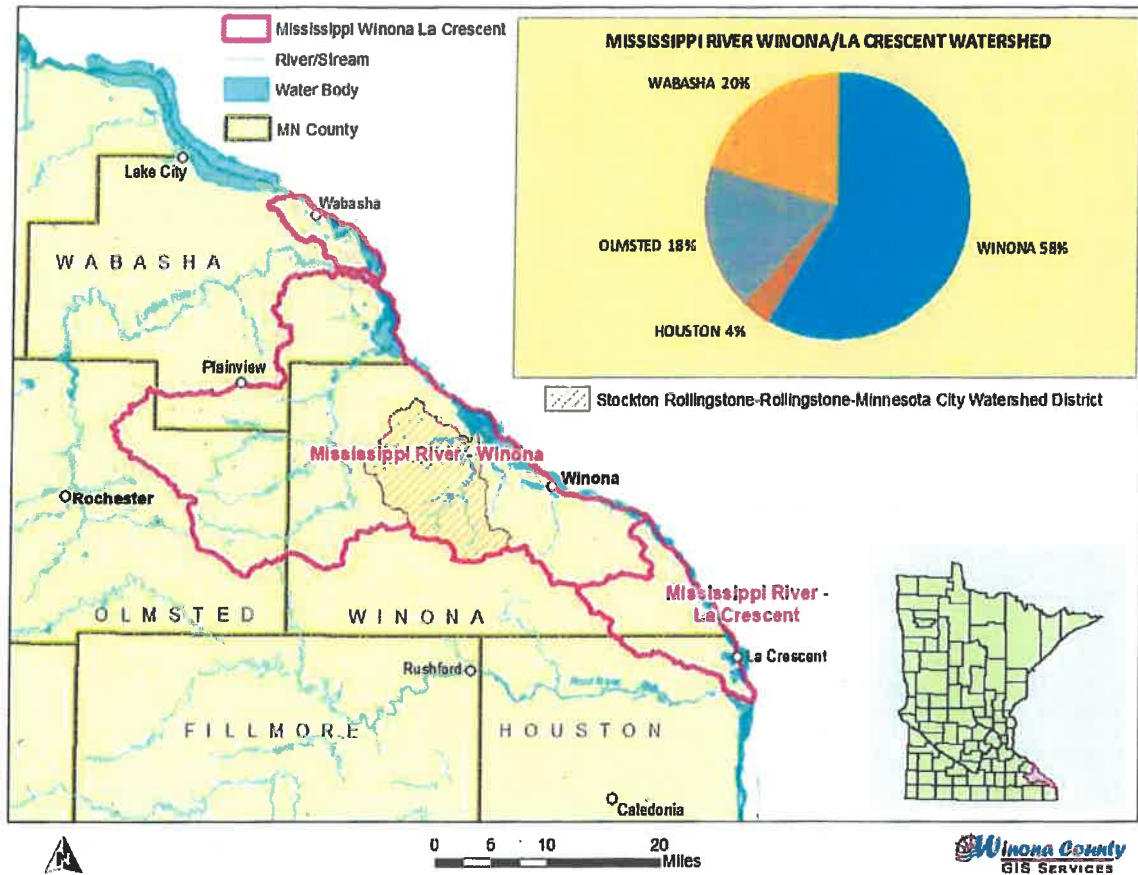 Mississippi Winona La Crescent
River/Stream
Water Body
MN County
MISSISSIPPI RIVER WINONA/LA CRESCENT WATERSHED
WABASHA 20%
OLMSTED 18%
WINONA 58%
HOUSTON 4%
Stockton Rollingstone-Rollingstone-Minnesota City Watershed District
Lake City
Wabasha
WABASHA
Plainview
Mississippi River - Winona
Winona
Rochester
Mississippi River -
La Crescent
OLMSTED
WINONA
La Crescent
Rushford
Root River
FILLMORE
HOUSTON
Caledonia
N
0 5 10 20
Miles
Winona County
GIS SERVICES